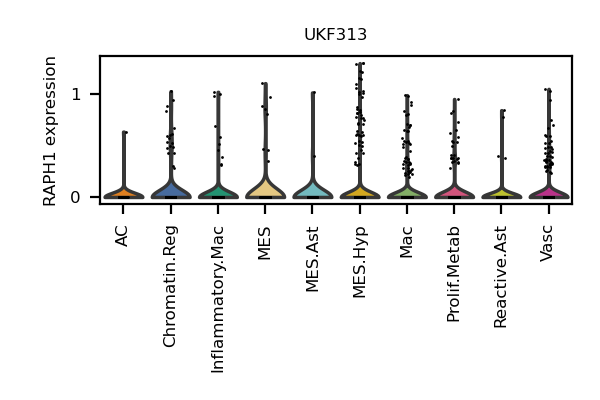 UKF313
RAPH1 expression
1
0
AC
Chromatin.Reg
Inflammatory.Mac
MES
MES.Ast
MES.Hyp
Mac
Prolif.Metab
Reactive.Ast
Vasc